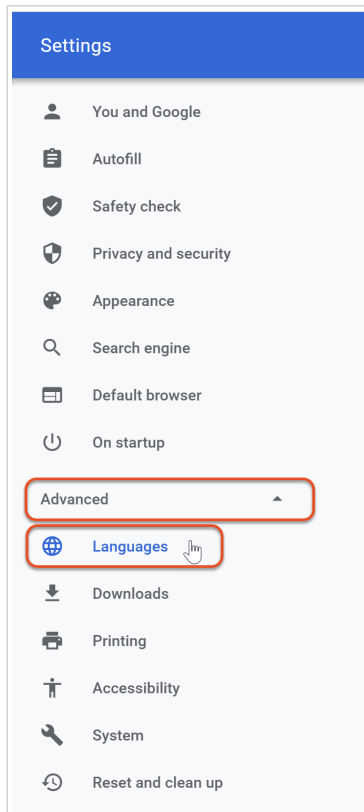 Settings
You and Google
Autofill
Safety check
Privacy and security
Appearance
Search engine
Default browser
On startup
Advanced
Languages
Downloads
Printing
Accessibility
System
Reset and clean up